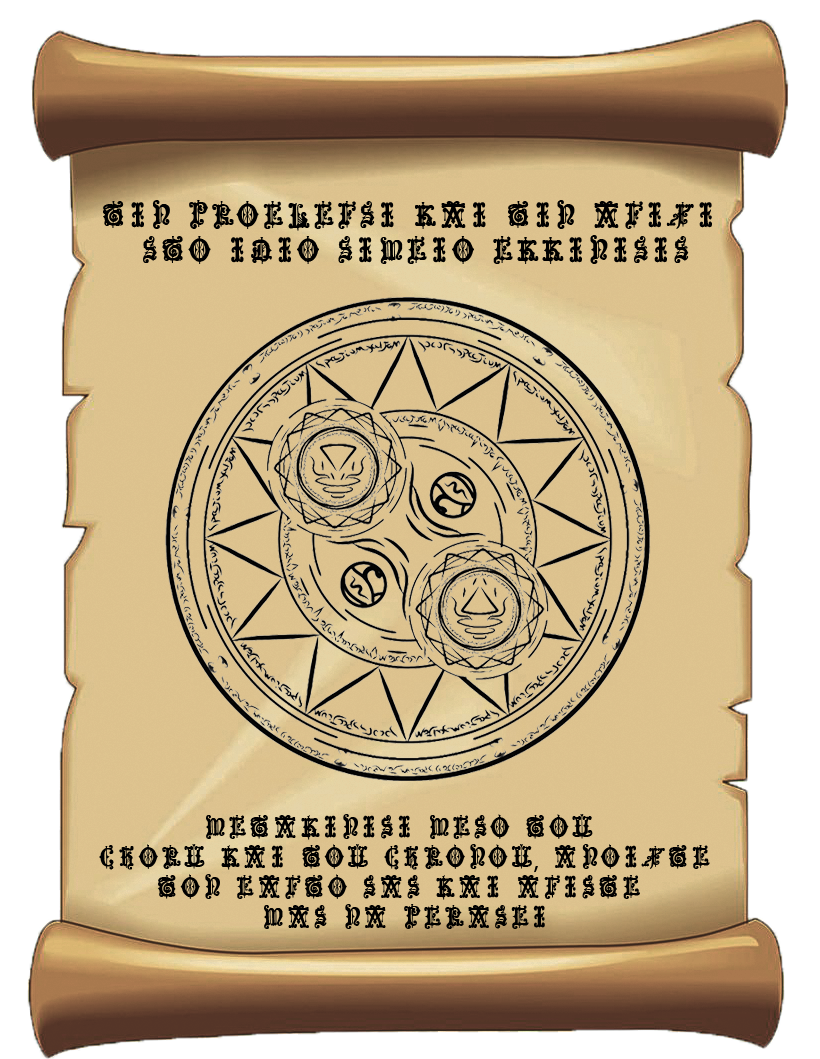 TIN PROELEFSI KAI TIN AFIXI
STO IDIO SIMEIO EKKINISIS
METAKINISI MESO TOU
CHORU KAI TOU CHRONOU, ANOIXTE
TON EAFTO SAS KAI AFISTE
MAS NA PERASEI